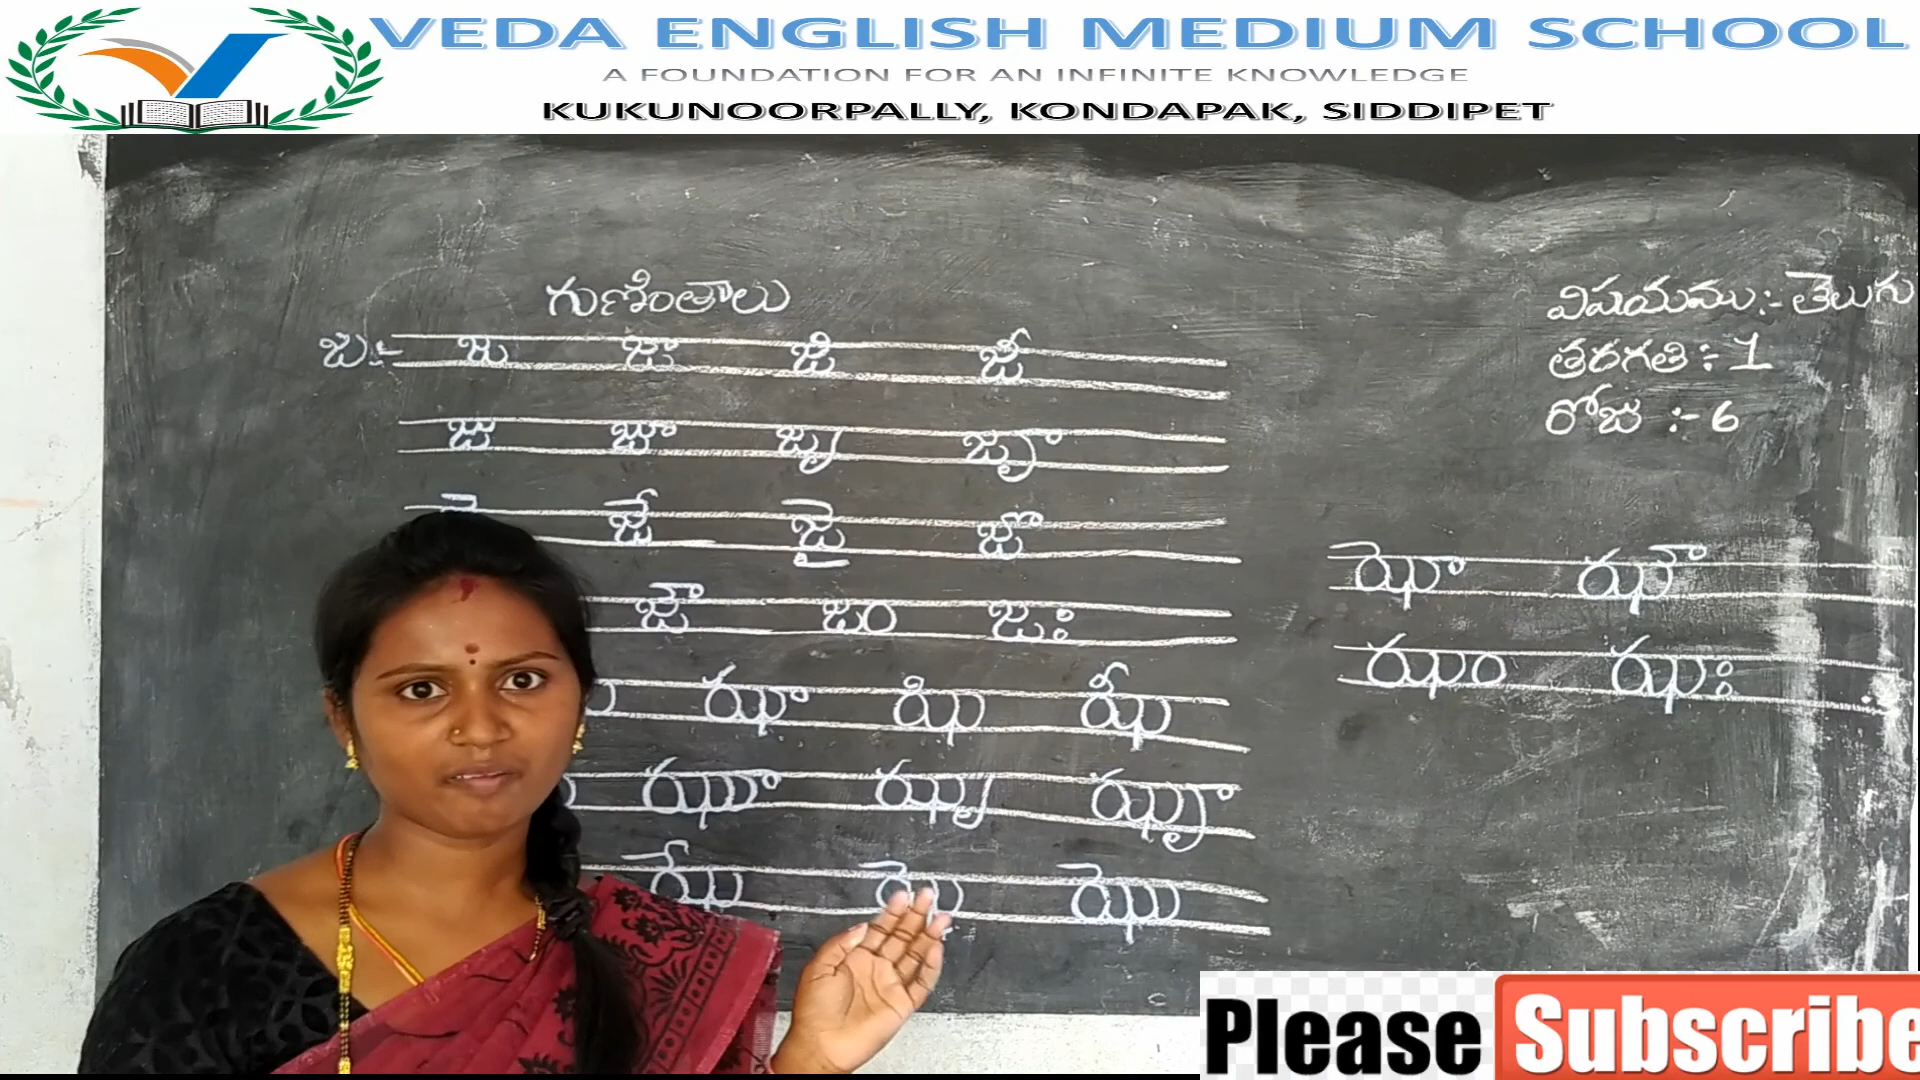 VEDA ENGLISH MEDIUM SCHOOL
A FOUNDATION FOR AN INFINITE KNOWLEDGE
KUKUNOORPALLY, KONDAPAK, SIDDIPET
గుణింతాలు
విషయము:- తెలుగు
తరగతి :- 1
రోజు :- 6
జ:- జ జా జి జీ
జు జూ జృ జౄ
జే జై జొ
జౌ జం జః
ఝా ఝి ఝీ
ఝూ ఝృ ఝౄ
ఝే ఝై ఝొ
ఝో ఝౌ
ఝం ఝః
Please Subscribe